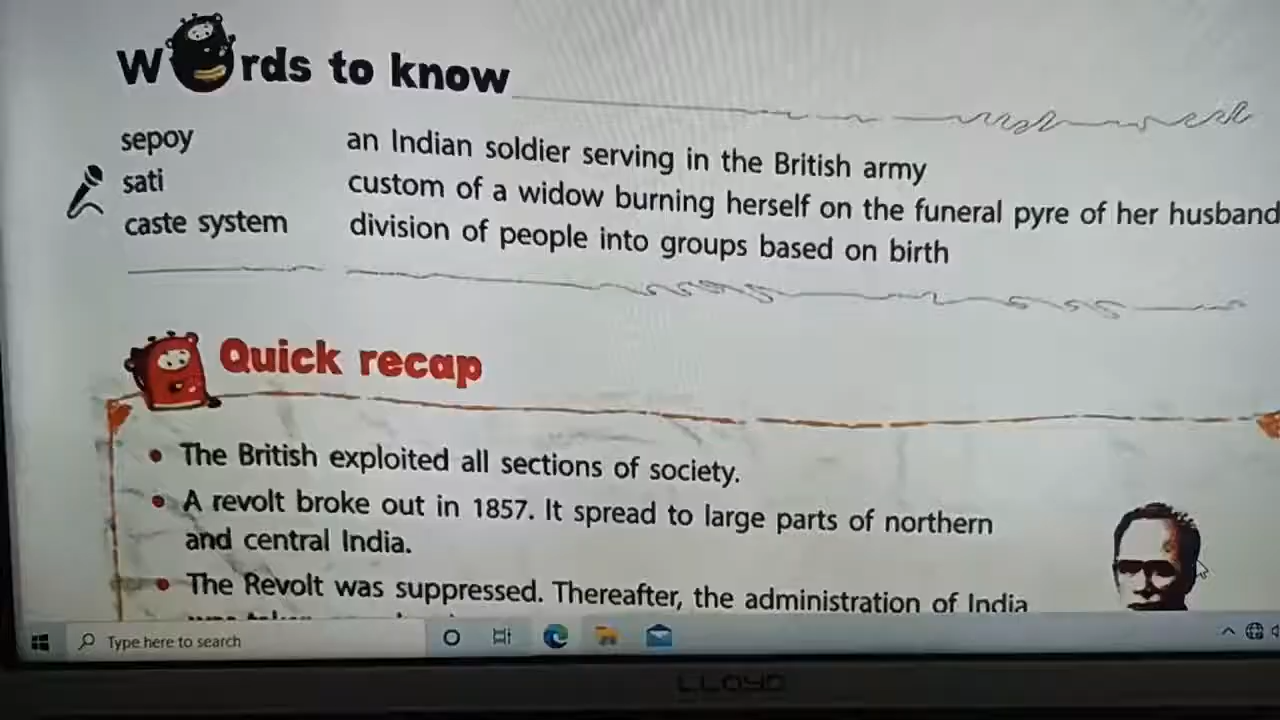 Words to know
sepoy an Indian soldier serving in the British army
sati custom of a widow burning herself on the funeral pyre of her husband
caste system division of people into groups based on birth
Quick recap
• The British exploited all sections of society.
• A revolt broke out in 1857. It spread to large parts of northern
and central India.
• The Revolt was suppressed. Thereafter, the administration of India
Type here to search
LLOYD